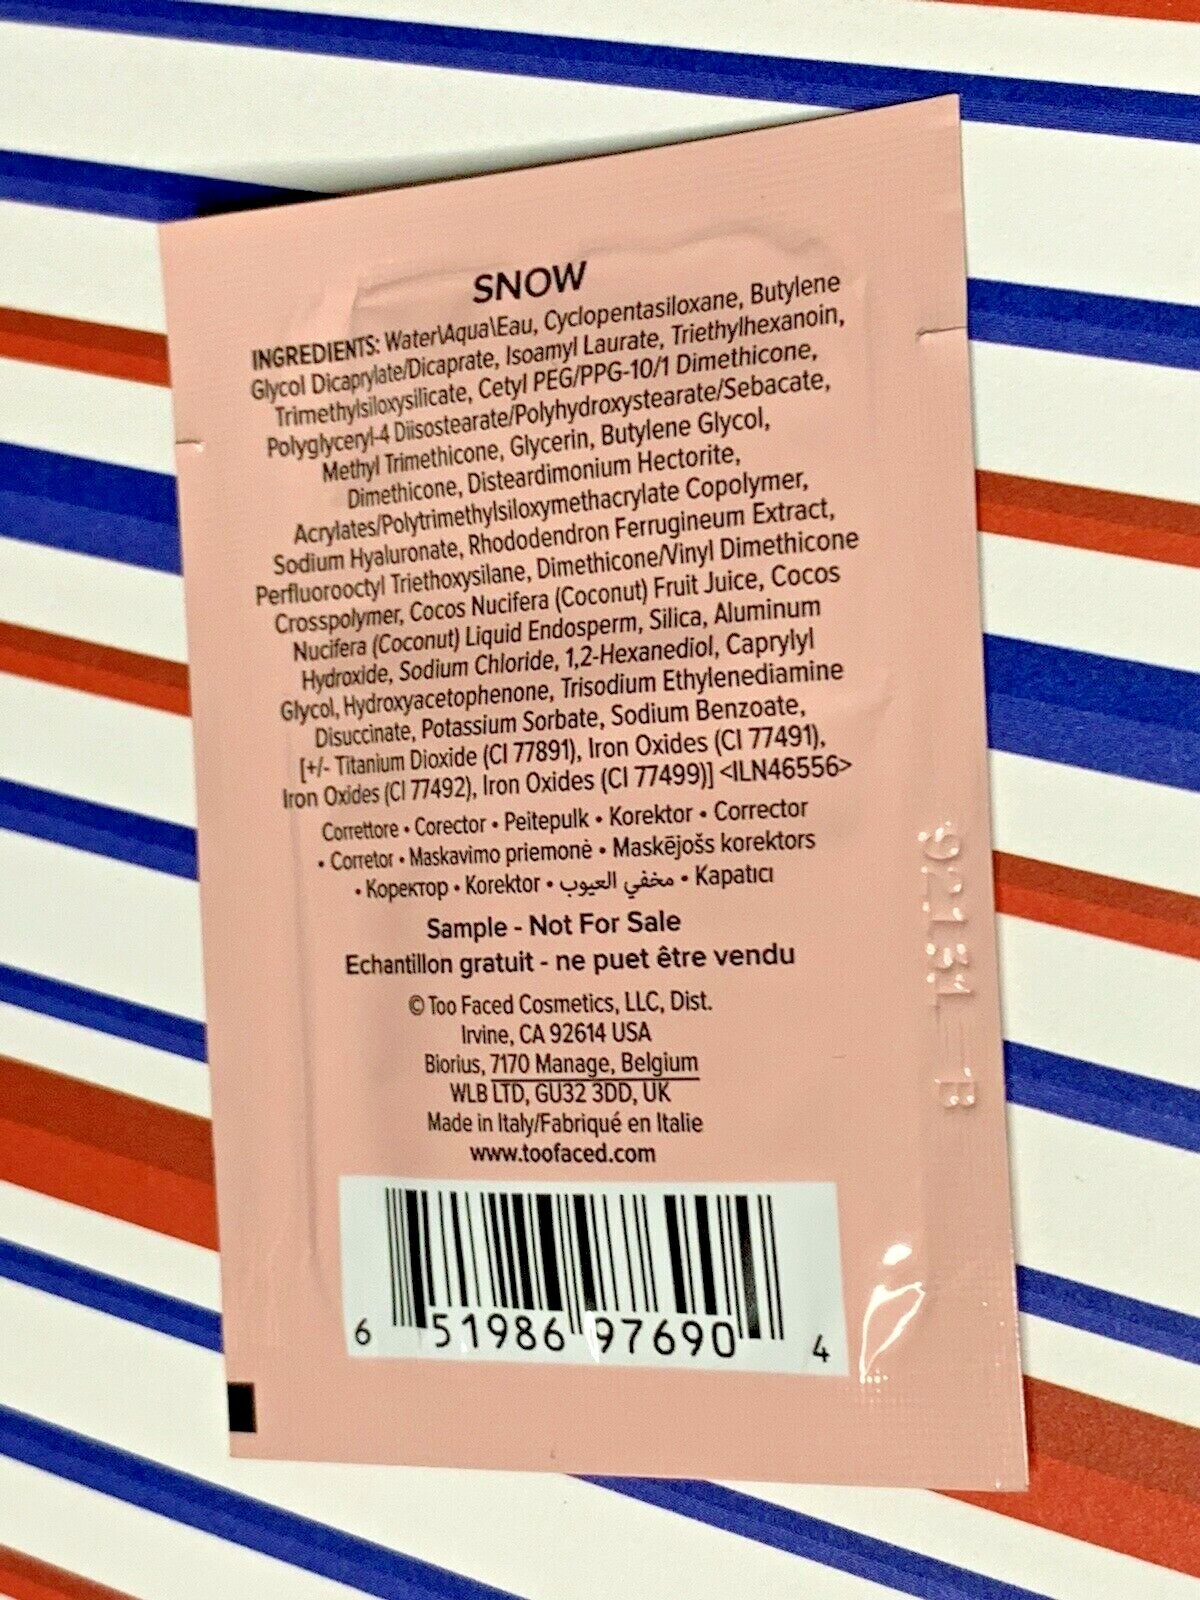 SNOW
INGREDIENTS: Water\Aqua\Eau, Cyclopentasiloxane, Butylene
Glycol Dicaprylate/Dicaprate, Isoamyl Laurate, Triethylhexanoin,
Trimethylsiloxysilicate, Cetyl PEG/PPG-10/1 Dimethicone,
Polyglyceryl-4 Diisostearate/Polyhydroxystearate/Sebacate,
Methyl Trimethicone, Glycerin, Butylene Glycol,
Dimethicone, Disteardimonium Hectorite,
Acrylates/Polytrimethylsiloxymethacrylate Copolymer,
Sodium Hyaluronate, Rhododendron Ferrugineum Extract,
Perfluorooctyl Triethoxysilane, Dimethicone/Vinyl Dimethicone
Crosspolymer, Cocos Nucifera (Coconut) Fruit Juice, Cocos
Nucifera (Coconut) Liquid Endosperm, Silica, Aluminum
Hydroxide, Sodium Chloride, 1,2-Hexanediol, Caprylyl
Glycol, Hydroxyacetophenone, Trisodium Ethylenediamine
Disuccinate, Potassium Sorbate, Sodium Benzoate,
[+/- Titanium Dioxide (CI 77891), Iron Oxides (CI 77491),
Iron Oxides (CI 77492), Iron Oxides (CI 77499)] <ILN46556>
Correttore • Corector • Peitepulk • Korektor • Corrector
• Corretor • Maskavimo priemonė • Maskējošs korektors
• Коректор • Korektor • مخفي العيوب • Kapatıcı
Sample - Not For Sale
Echantillon gratuit - ne puet être vendu
© Too Faced Cosmetics, LLC, Dist.
Irvine, CA 92614 USA
Biorius, 7170 Manage, Belgium
WLB LTD, GU32 3DD, UK
Made in Italy/Fabriqué en Italie
www.toofaced.com
6 51986 97690 4